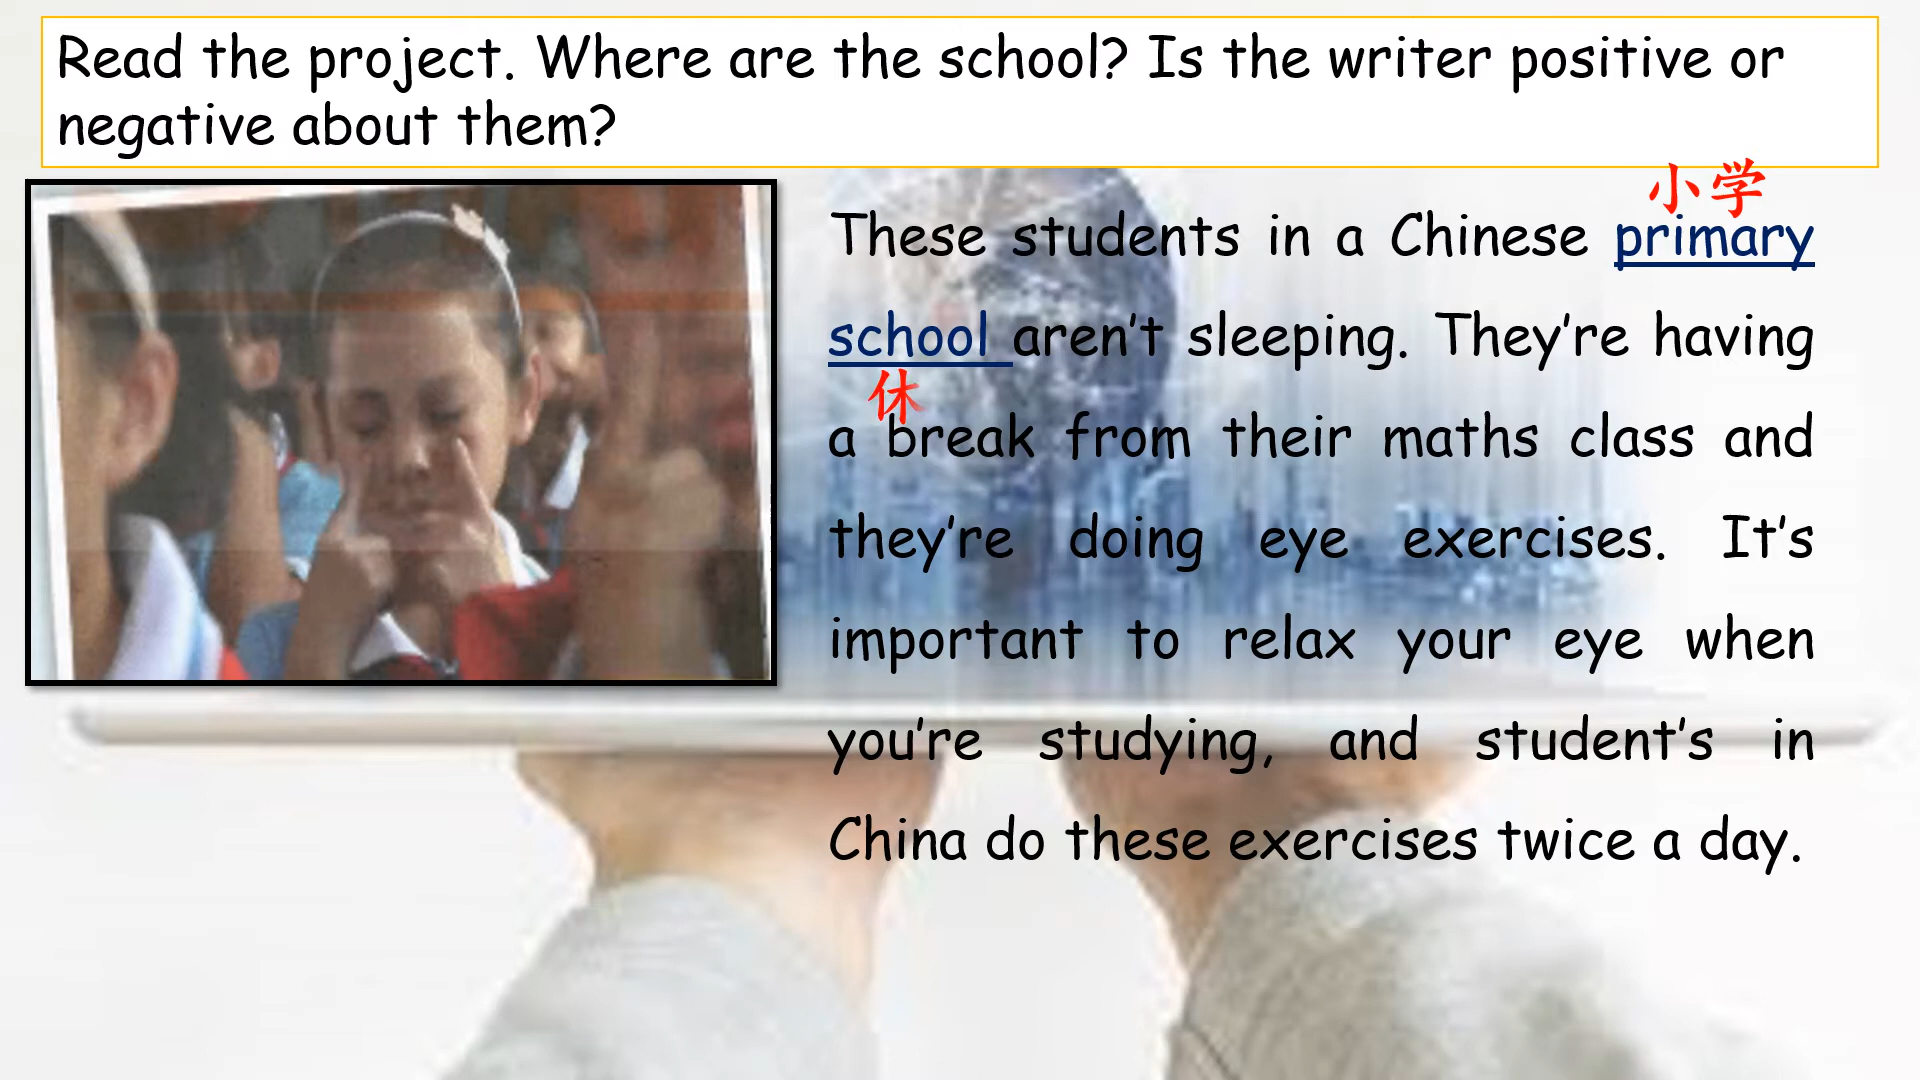 Read the project. Where are the school? Is the writer positive or
negative about them?
小学
These students in a Chinese primary
school aren't sleeping. They're having
休
a break from their maths class and
they're doing eye exercises. It's
important to relax your eye when
you're studying, and student's in
China do these exercises twice a day.